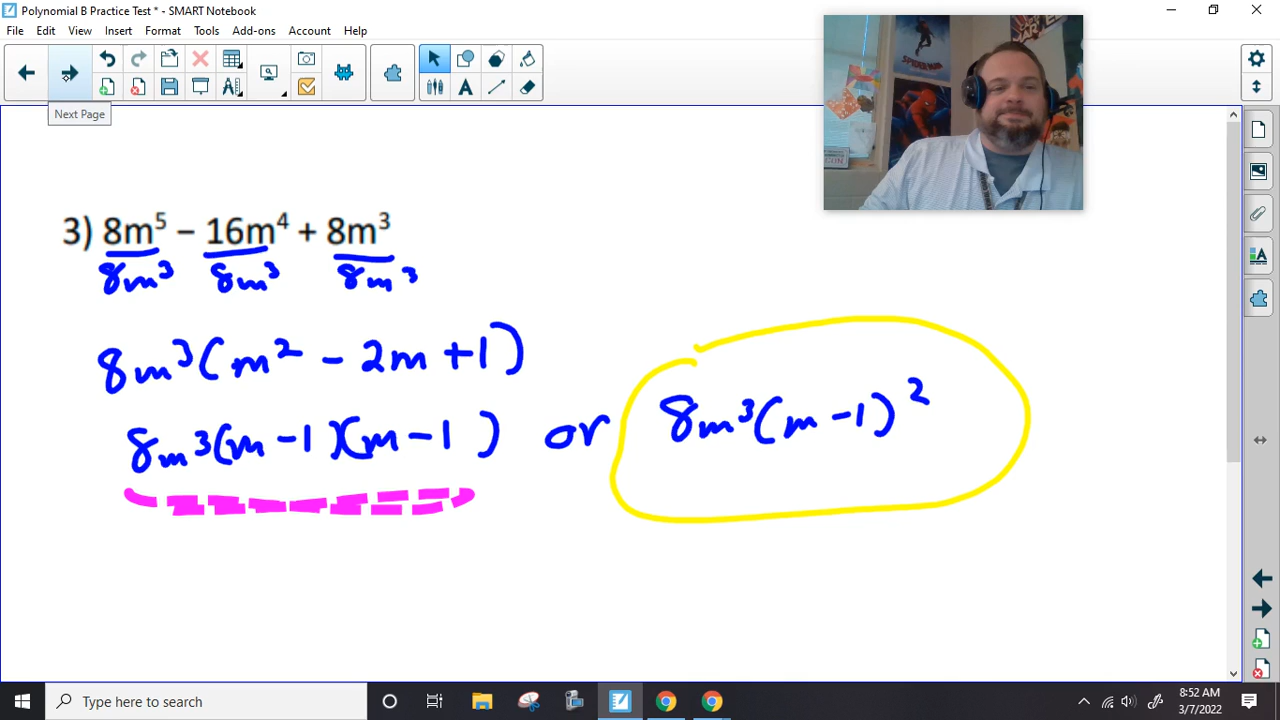 Polynomial B Practice Test * - SMART Notebook
File Edit View Insert Format Tools Add-ons Account Help
Next Page
SPIDER-MAN
3) 8m⁵ − 16m⁴ + 8m³
8m³ 8m³ 8m³
8m³(m² - 2m + 1)
8m³(m-1)(m-1) or 8m³(m-1)²
Type here to search
8:52 AM
3/7/2022